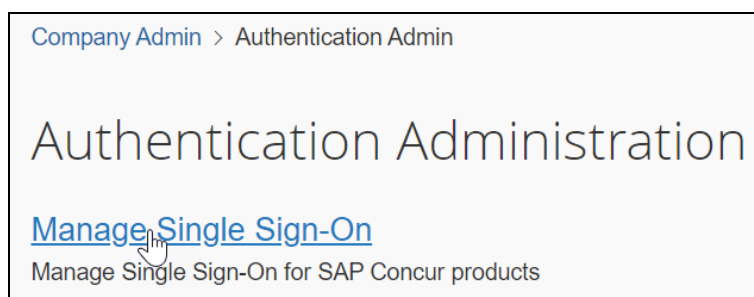 Company Admin > Authentication Admin
Authentication Administration
Manage Single Sign-On
Manage Single Sign-On for SAP Concur products